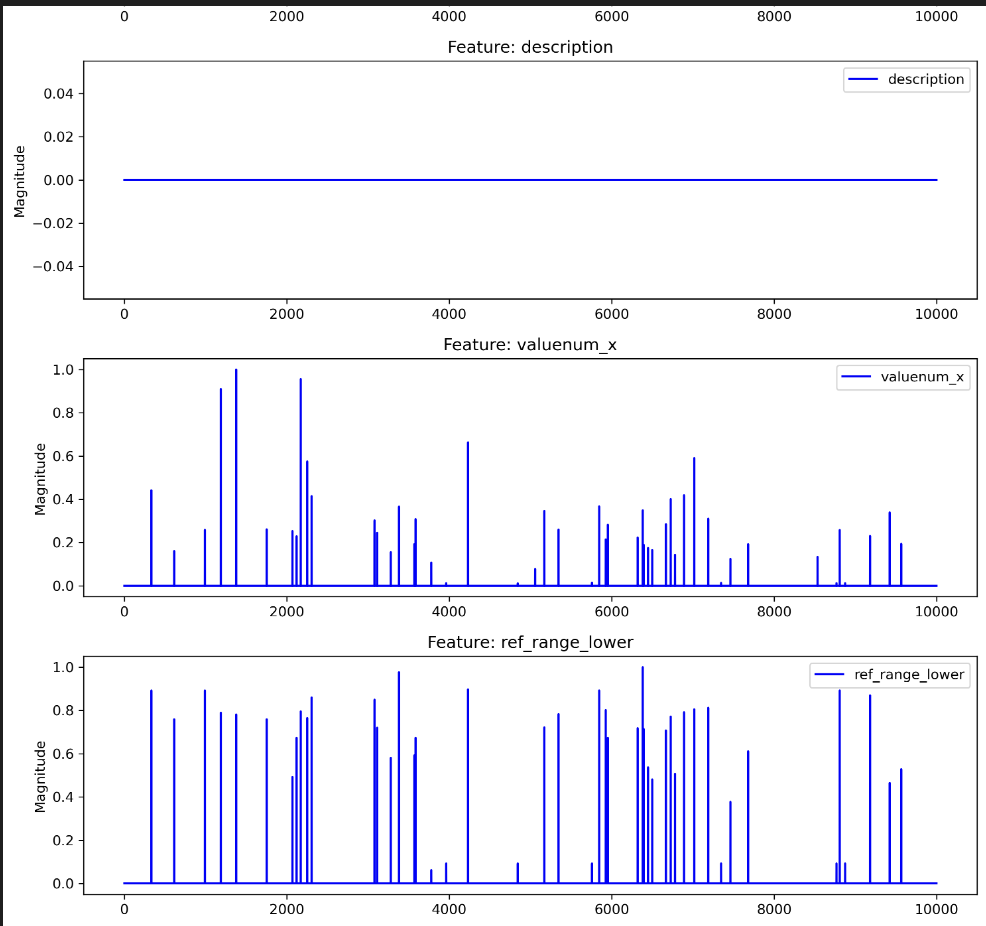 0 2000 4000 6000 8000 10000
Feature: description
description
0.04
0.02
0.00
−0.02
−0.04
Magnitude
0 2000 4000 6000 8000 10000
Feature: valuenum_x
valuenum_x
1.0
0.8
0.6
0.4
0.2
0.0
Magnitude
0 2000 4000 6000 8000 10000
Feature: ref_range_lower
ref_range_lower
1.0
0.8
0.6
0.4
0.2
0.0
Magnitude
0 2000 4000 6000 8000 10000